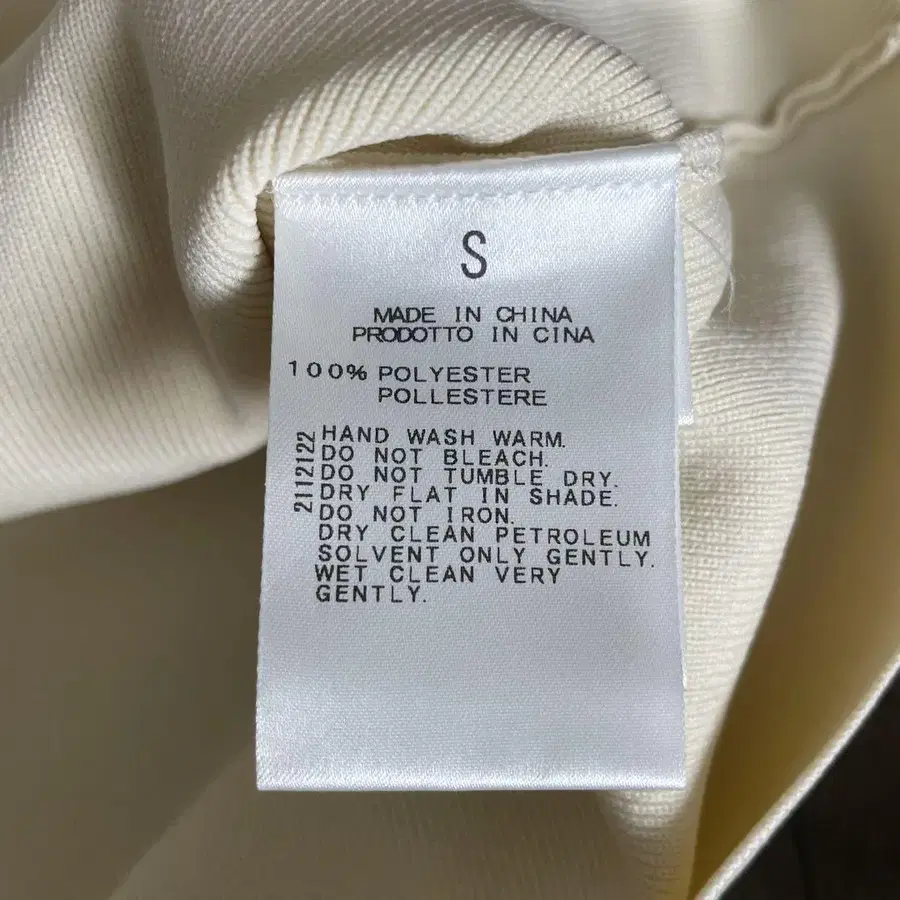 S
MADE IN CHINA
PRODOTTO IN CINA
100% POLYESTER
POLLESTERE
2112122
HAND WASH WARM.
DO NOT BLEACH.
DO NOT TUMBLE DRY.
DRY FLAT IN SHADE.
DO NOT IRON.
DRY CLEAN PETROLEUM
SOLVENT ONLY GENTLY.
WET CLEAN VERY
GENTLY.